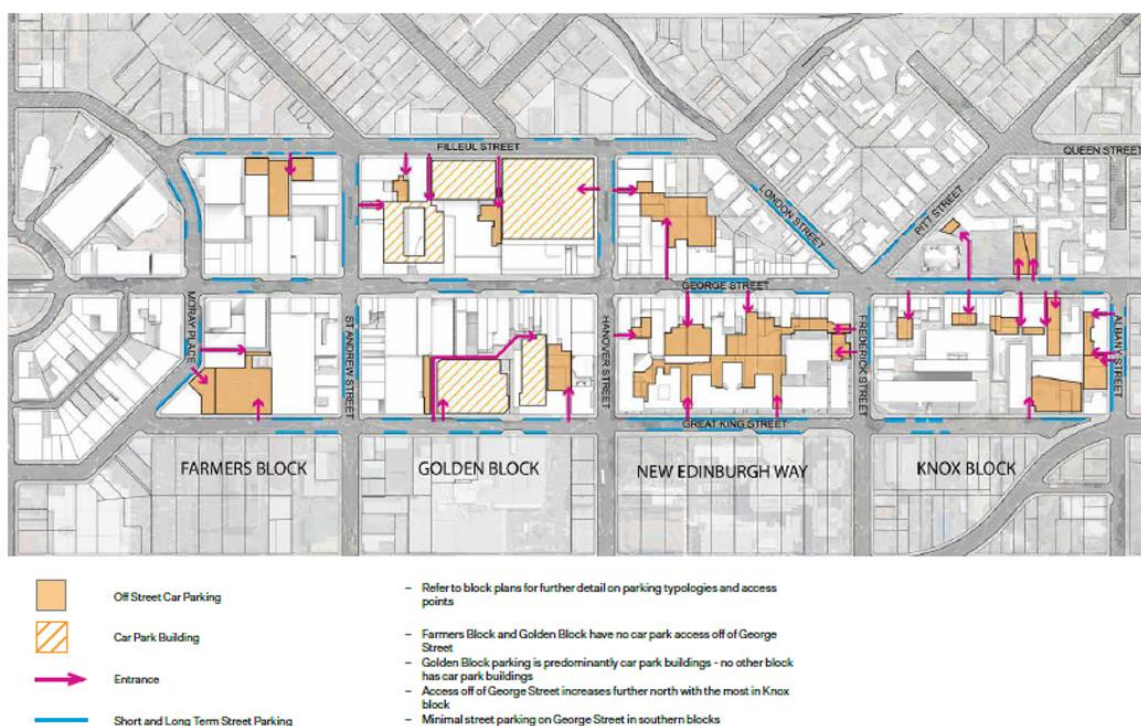 FILLEUL STREET
QUEEN STREET
LONDON STREET
PITT STREET
GEORGE STREET
MORAY PLACE
ST ANDREW STREET
HANOVER STREET
FREDERICK STREET
ALBANY STREET
GREAT KING STREET
FARMERS BLOCK
GOLDEN BLOCK
NEW EDINBURGH WAY
KNOX BLOCK
Off Street Car Parking
Car Park Building
Entrance
Short and Long Term Street Parking
– Refer to block plans for further detail on parking typologies and access
points
– Farmers Block and Golden Block have no car park access off of George
Street
– Golden Block parking is predominantly car park buildings - no other block
has car park buildings
– Access off of George Street increases further north with the most in Knox
block
– Minimal street parking on George Street in southern blocks